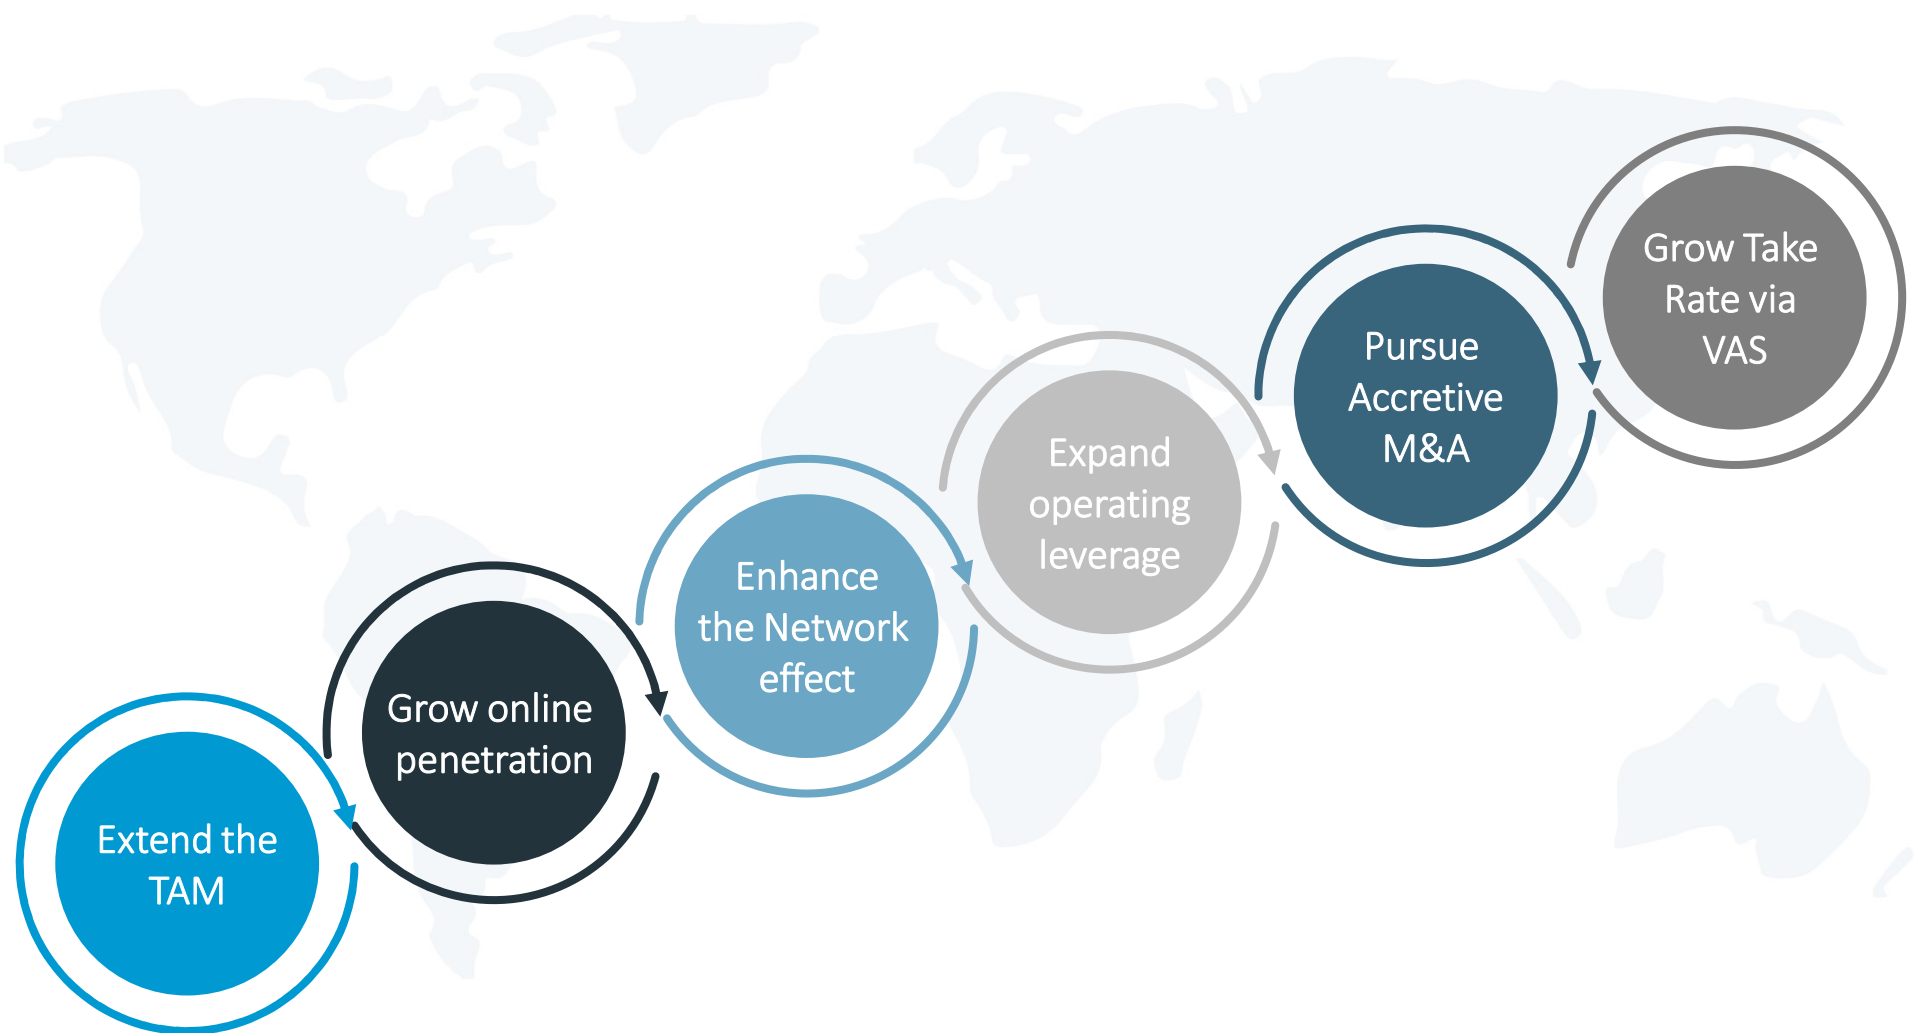 Extend the
TAM
Grow online
penetration
Enhance
the Network
effect
Expand
operating
leverage
Pursue
Accretive
M&A
Grow Take
Rate via
VAS